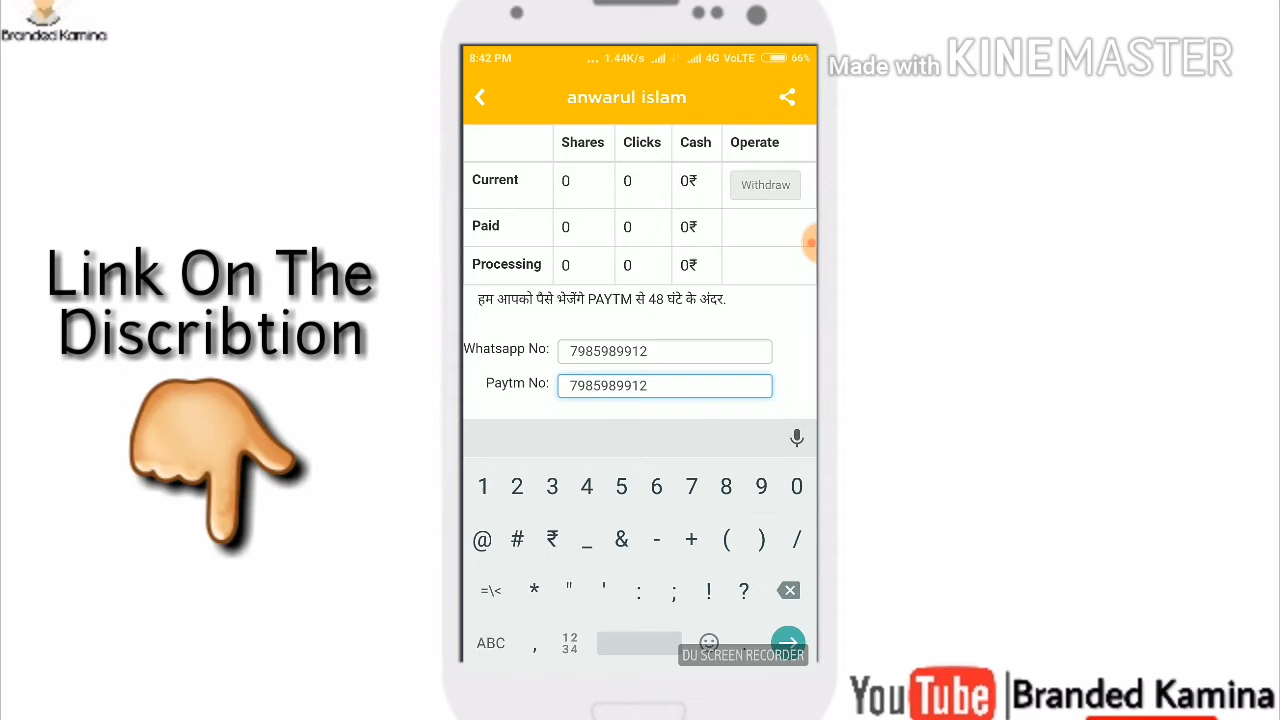 Branded Kamina
Made with KINEMASTER
8:42 PM ... 1.44K/s 4G VoLTE 66%
anwarul islam
Shares Clicks Cash Operate
Current 0 0 0₹ Withdraw
Paid 0 0 0₹
Processing 0 0 0₹
हम आपको पैसे भेजेंगे PAYTM से 48 घंटे के अंदर.
Whatsapp No: 7985989912
Paytm No: 7985989912
Link On The
Discribtion
1 2 3 4 5 6 7 8 9 0
@ # ₹ _ & - + ( ) /
=\< * " ' : ; ! ?
ABC , 12 34 .
DU SCREEN RECORDER
YouTube | Branded Kamina